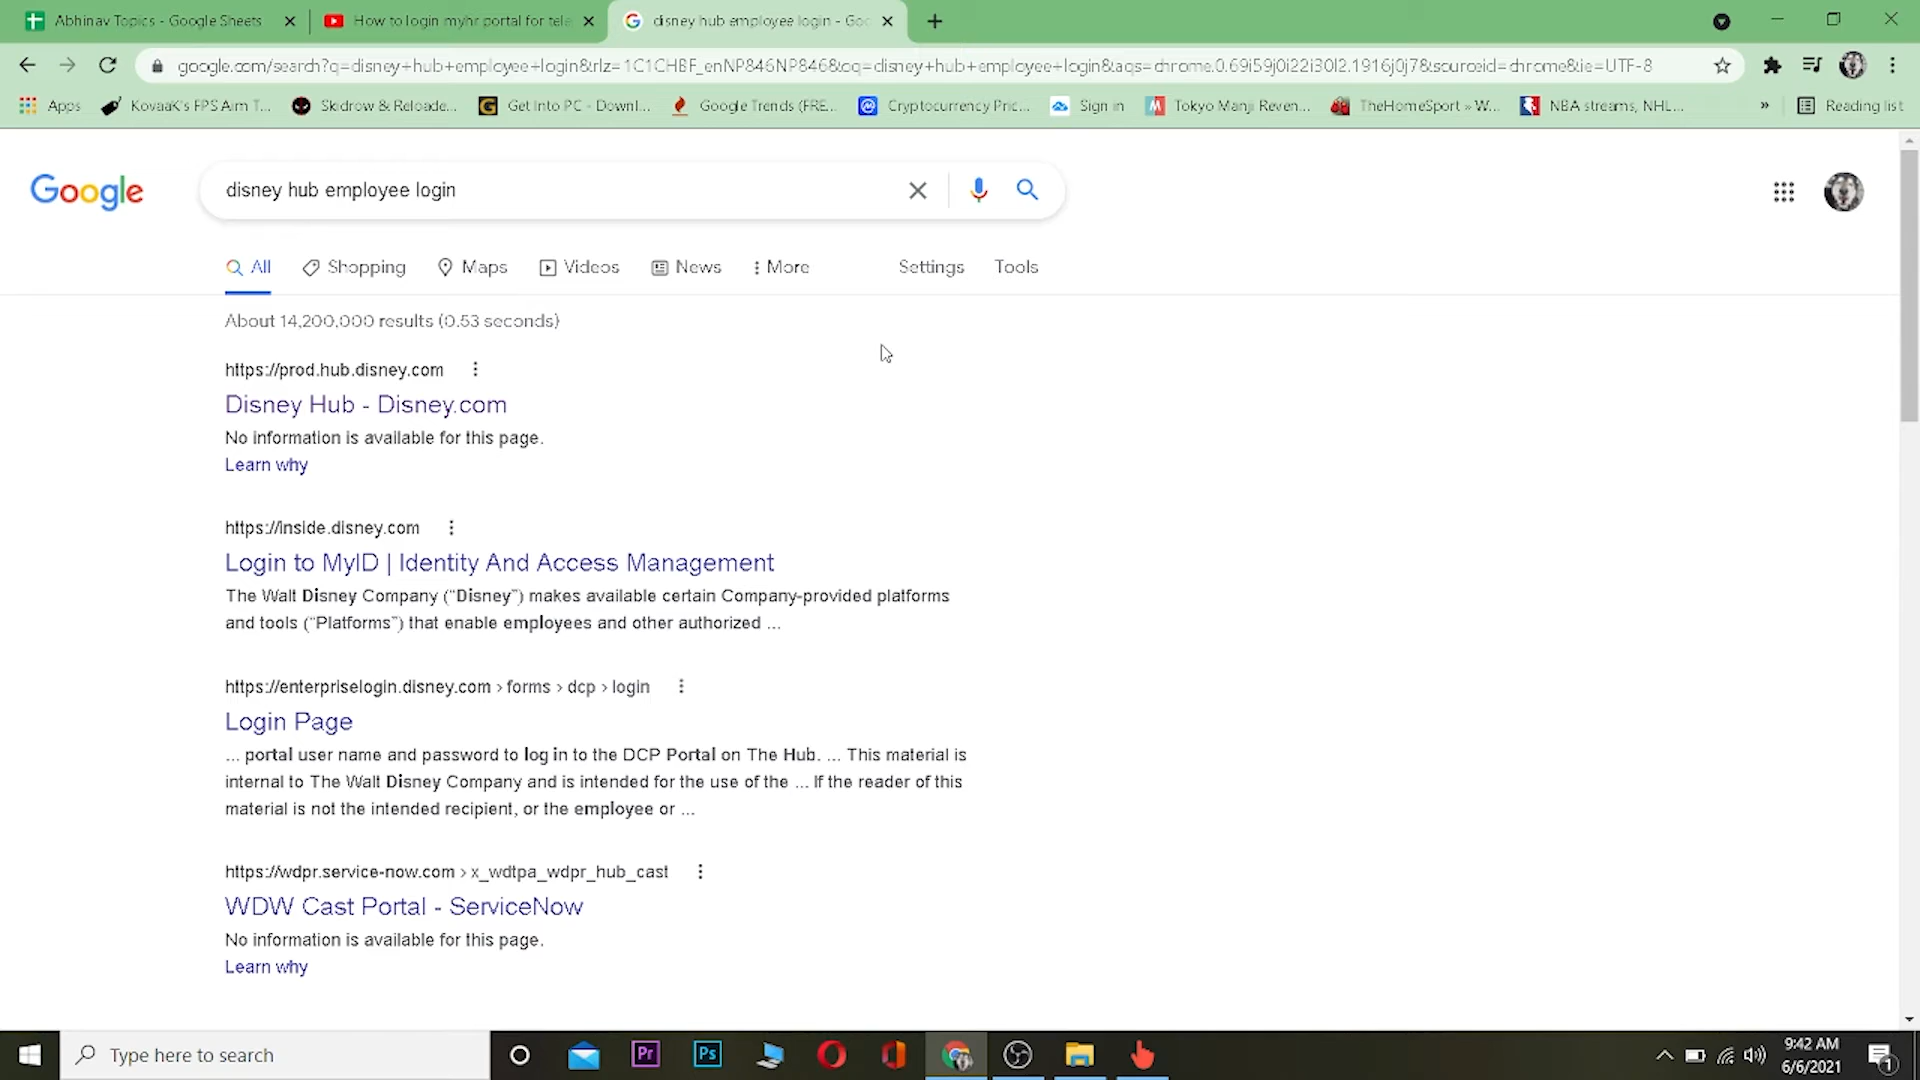 Abhinav Topics - Google Sheets
How to login myhr portal for tele
disney hub employee login - Goo
google.com/search?q=disney+hub+employee+login&rlz=1C1CHBF_enNP846NP846&oq=disney+hub+employee+login&aqs=chrome.0.69i59j0i22i30l2.1916j0j7&sourceid=chrome&ie=UTF-8
Apps
KovaaK's FPS Aim T...
Skidrow & Reloade...
Get Into PC - Downl...
Google Trends (FRE...
Cryptocurrency Pric...
Sign in
Tokyo Manji Reven...
TheHomeSport » W...
NBA streams, NHL...
»
Reading list
Google
disney hub employee login
All
Shopping
Maps
Videos
News
More
Settings
Tools
About 14,200,000 results (0.53 seconds)
https://prod.hub.disney.com
Disney Hub - Disney.com
No information is available for this page.
Learn why
https://inside.disney.com
Login to MyID | Identity And Access Management
The Walt Disney Company ("Disney") makes available certain Company-provided platforms
and tools ("Platforms") that enable employees and other authorized ...
https://enterpriselogin.disney.com › forms › dcp › login
Login Page
... portal user name and password to log in to the DCP Portal on The Hub. ... This material is
internal to The Walt Disney Company and is intended for the use of the ... If the reader of this
material is not the intended recipient, or the employee or ...
https://wdpr.service-now.com › x_wdtpa_wdpr_hub_cast
WDW Cast Portal - ServiceNow
No information is available for this page.
Learn why
Type here to search
Pr
Ps
9:42 AM
6/6/2021
1